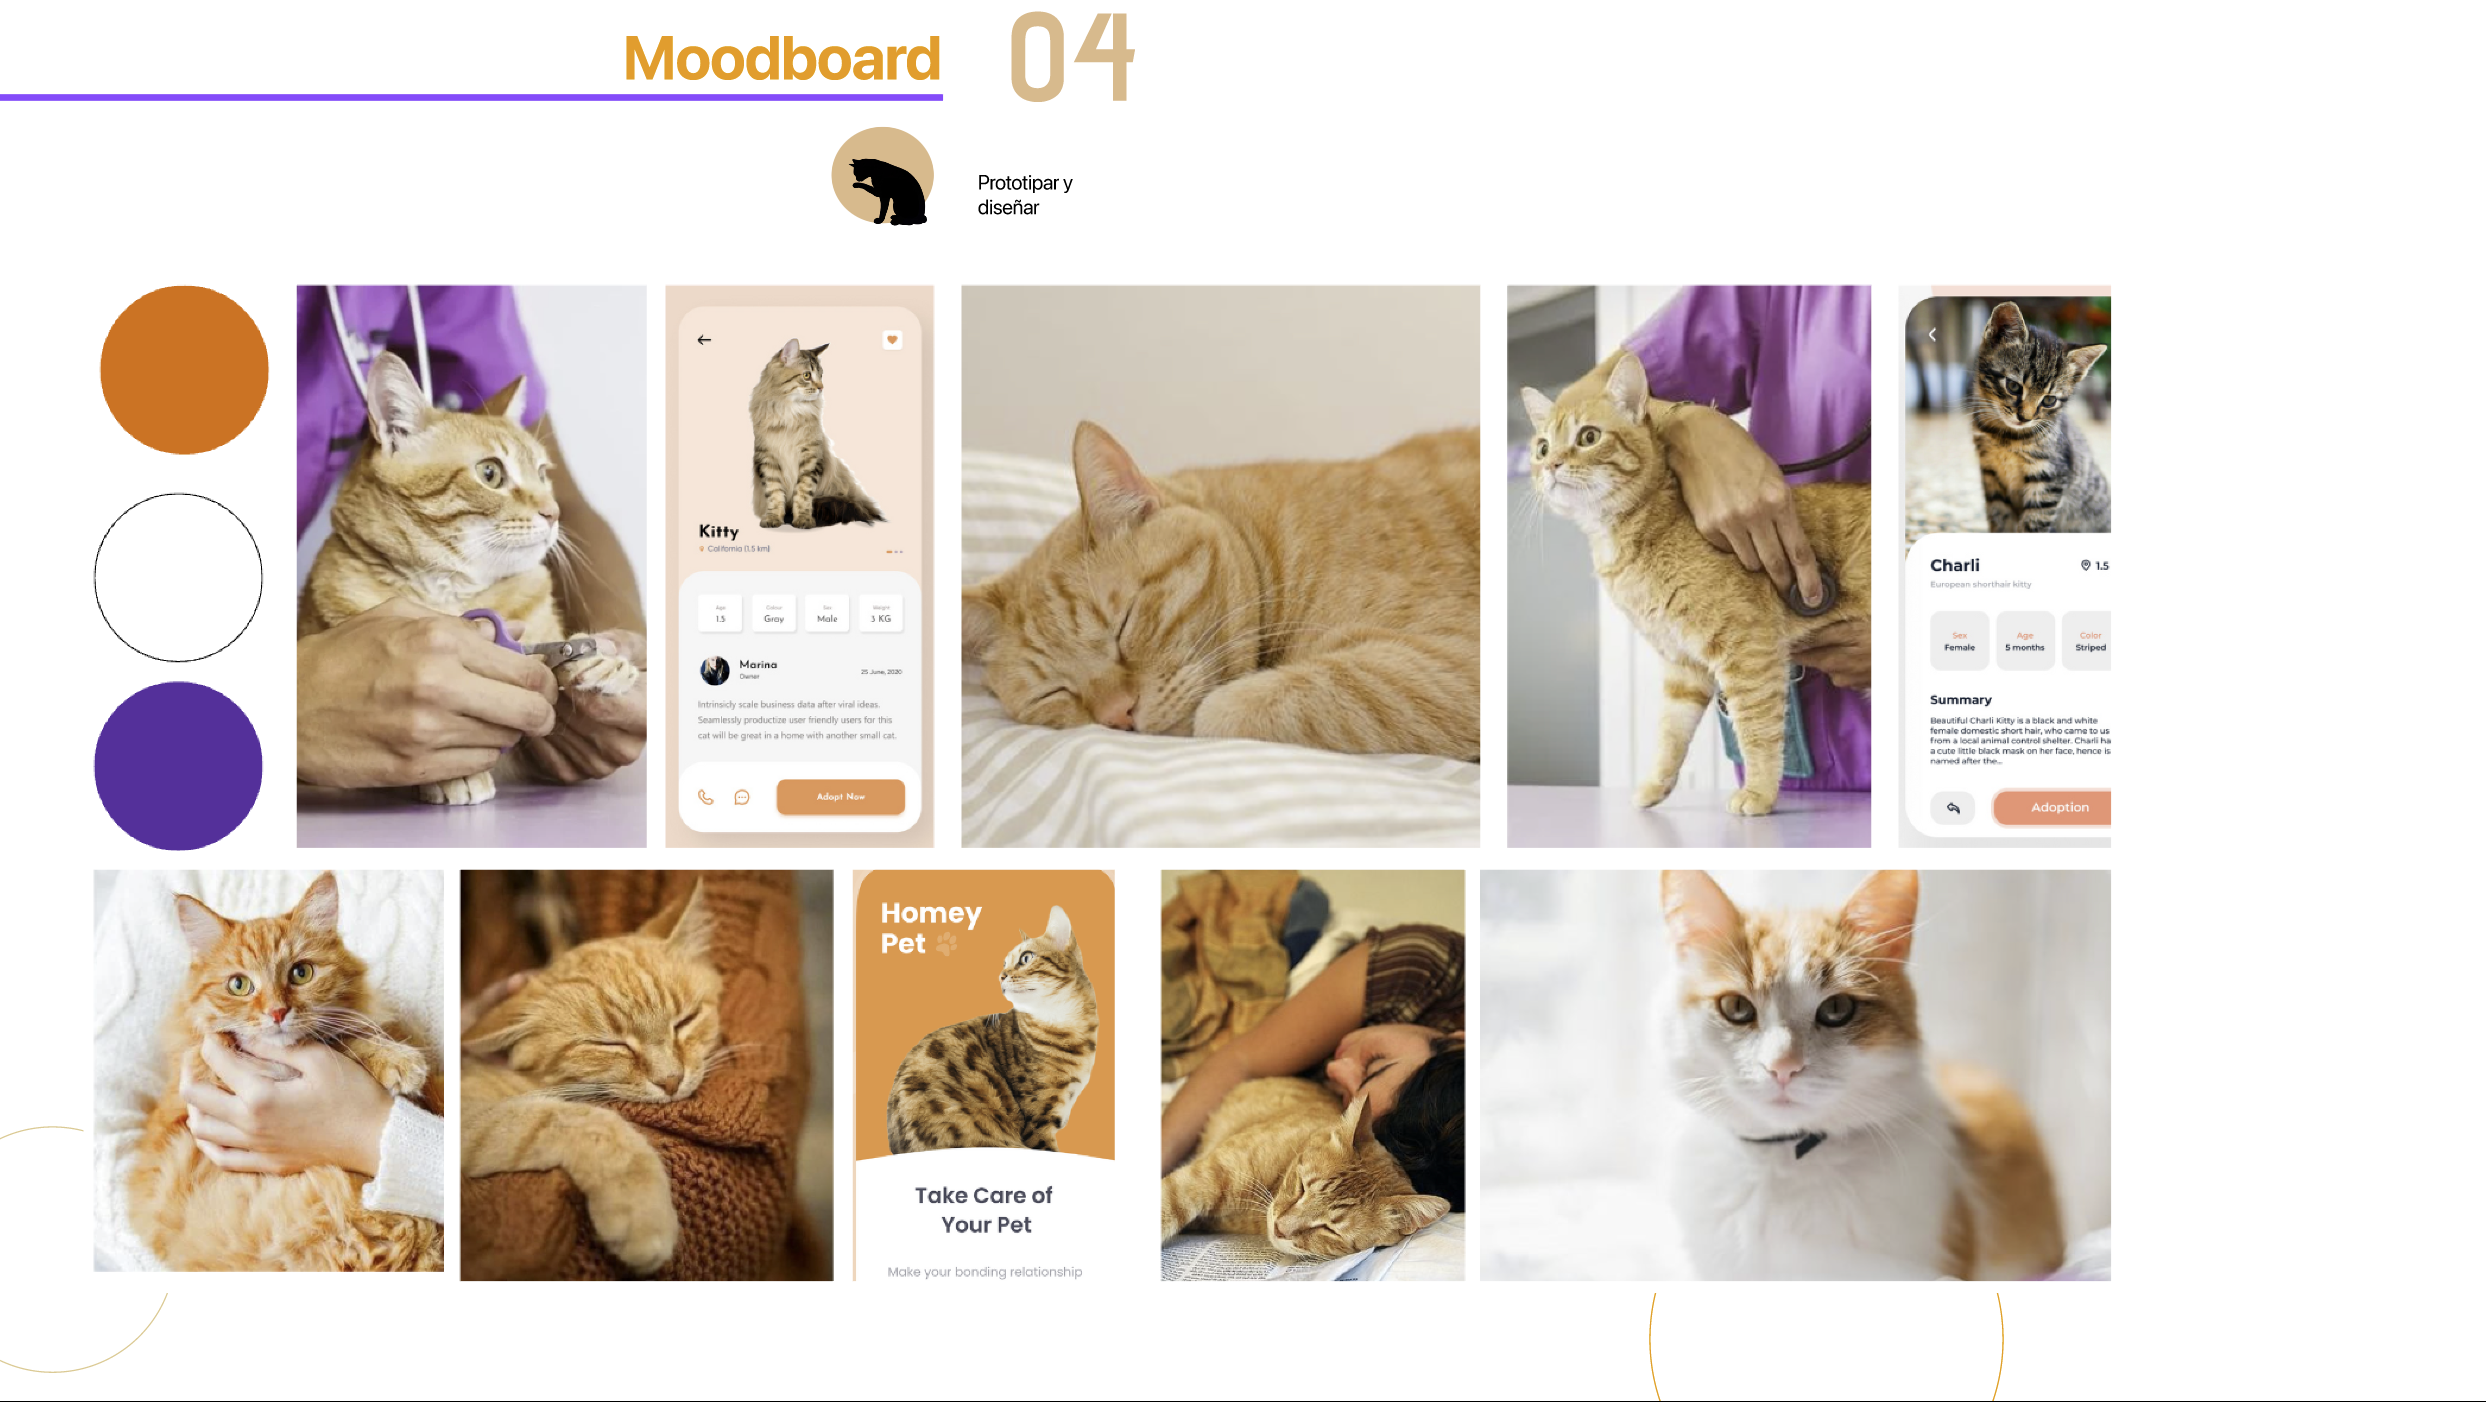 Moodboard
04
Prototipar y
diseñar
Kitty
California (1.5 km)
Age
Colour
Sex
Weight
1.5
Gray
Male
3 KG
Marina
Owner
25 June, 2020
Intrinsicly scale business data after viral ideas.
Seamlessly productize user friendly users for this
cat will be great in a home with another small cat.
Adopt Now
Charli
1.5
European shorthair kitty
Sex
Age
Color
Female
5 months
Striped
Summary
Beautiful Charli Kitty is a black and white
female domestic short hair, who came to us
from a local animal control shelter. Charli ha
a cute little black mask on her face, hence is
named after the...
Adoption
Homey
Pet
Take Care of
Your Pet
Make your bonding relationship